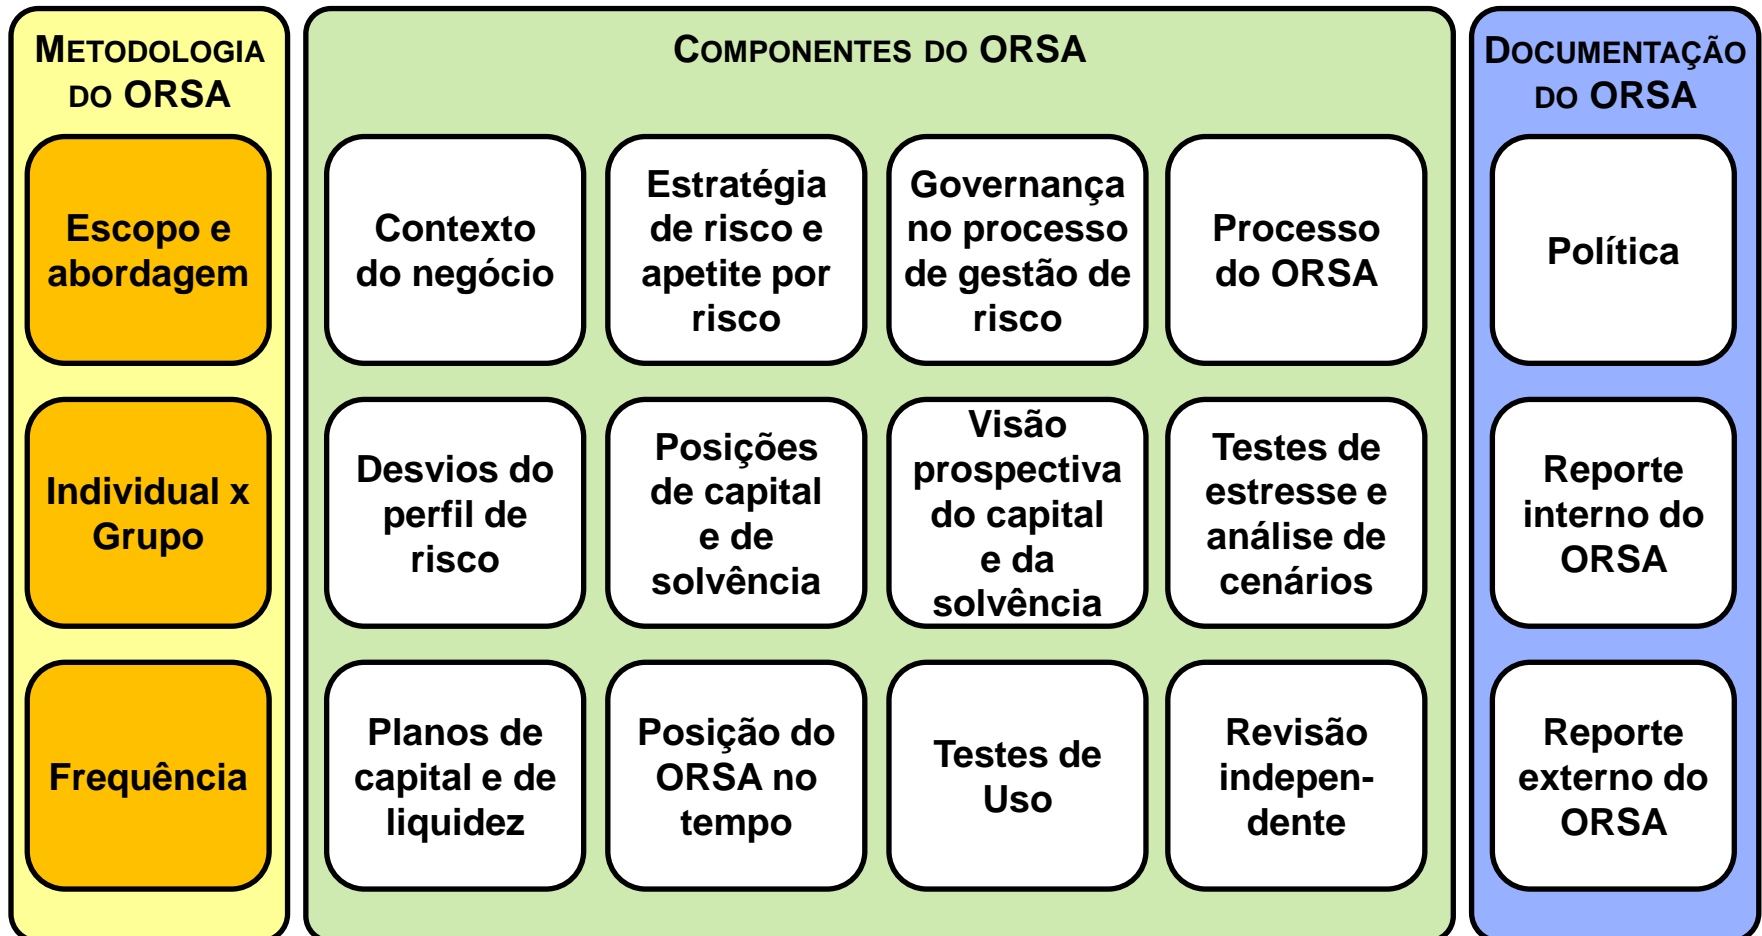 METODOLOGIA
DO ORSA
Escopo e
abordagem
Individual x
Grupo
Frequência
COMPONENTES DO ORSA
Contexto
do negócio
Estratégia
de risco e
apetite por
risco
Governança
no processo
de gestão de
risco
Processo
do ORSA
Desvios do
perfil de
risco
Posições
de capital
e de
solvência
Visão
prospectiva
do capital
e da
solvência
Testes de
estresse e
análise de
cenários
Planos de
capital e de
liquidez
Posição do
ORSA no
tempo
Testes de
Uso
Revisão
indepen-
dente
DOCUMENTAÇÃO
DO ORSA
Política
Reporte
interno do
ORSA
Reporte
externo do
ORSA